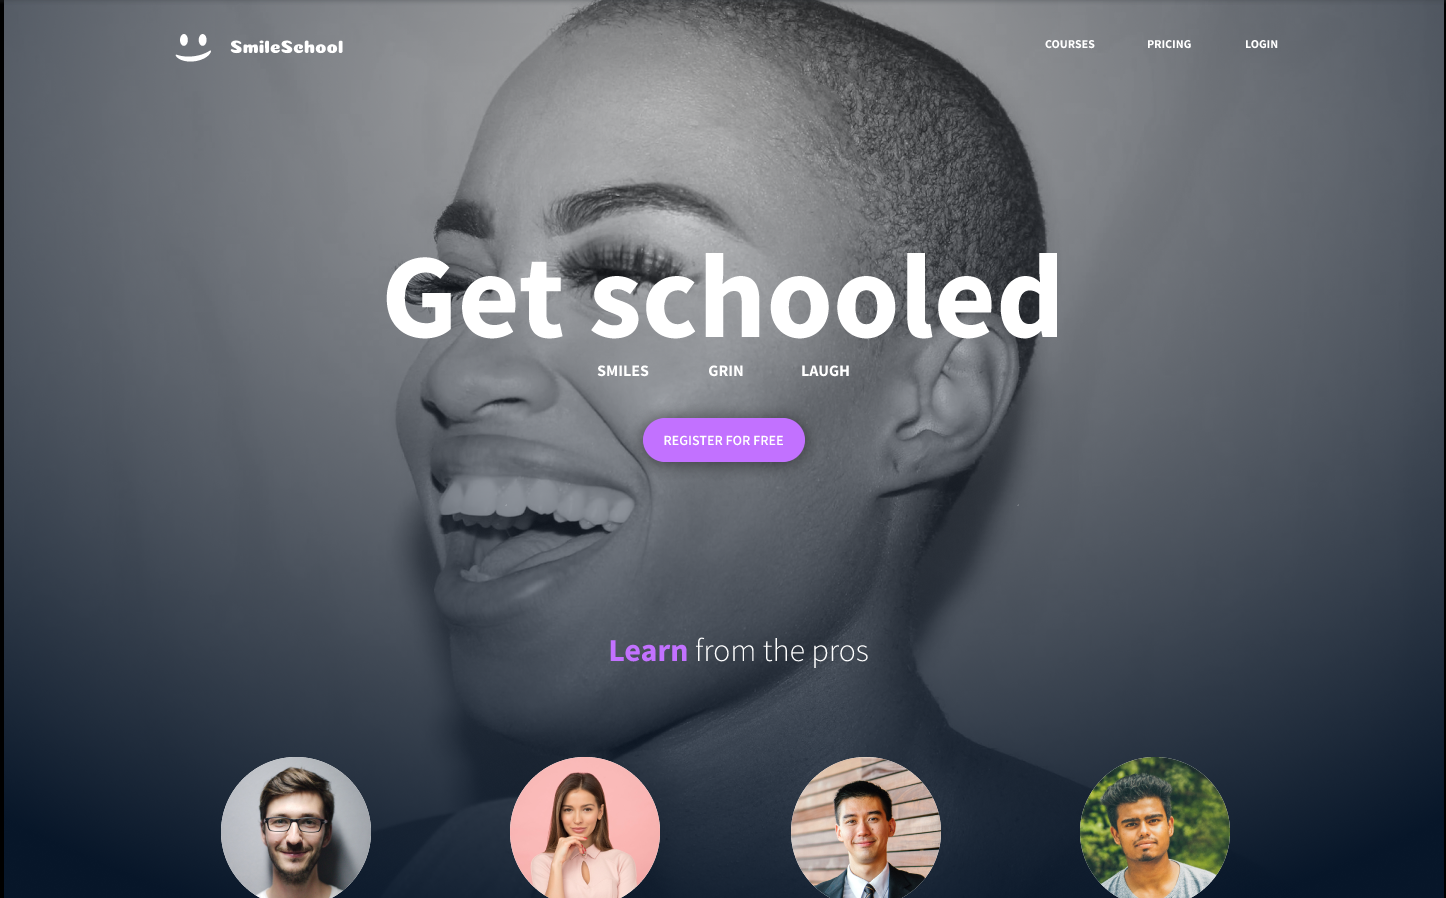 SmileSchool
COURSES PRICING LOGIN
Get schooled
SMILES GRIN LAUGH
REGISTER FOR FREE
Learn from the pros